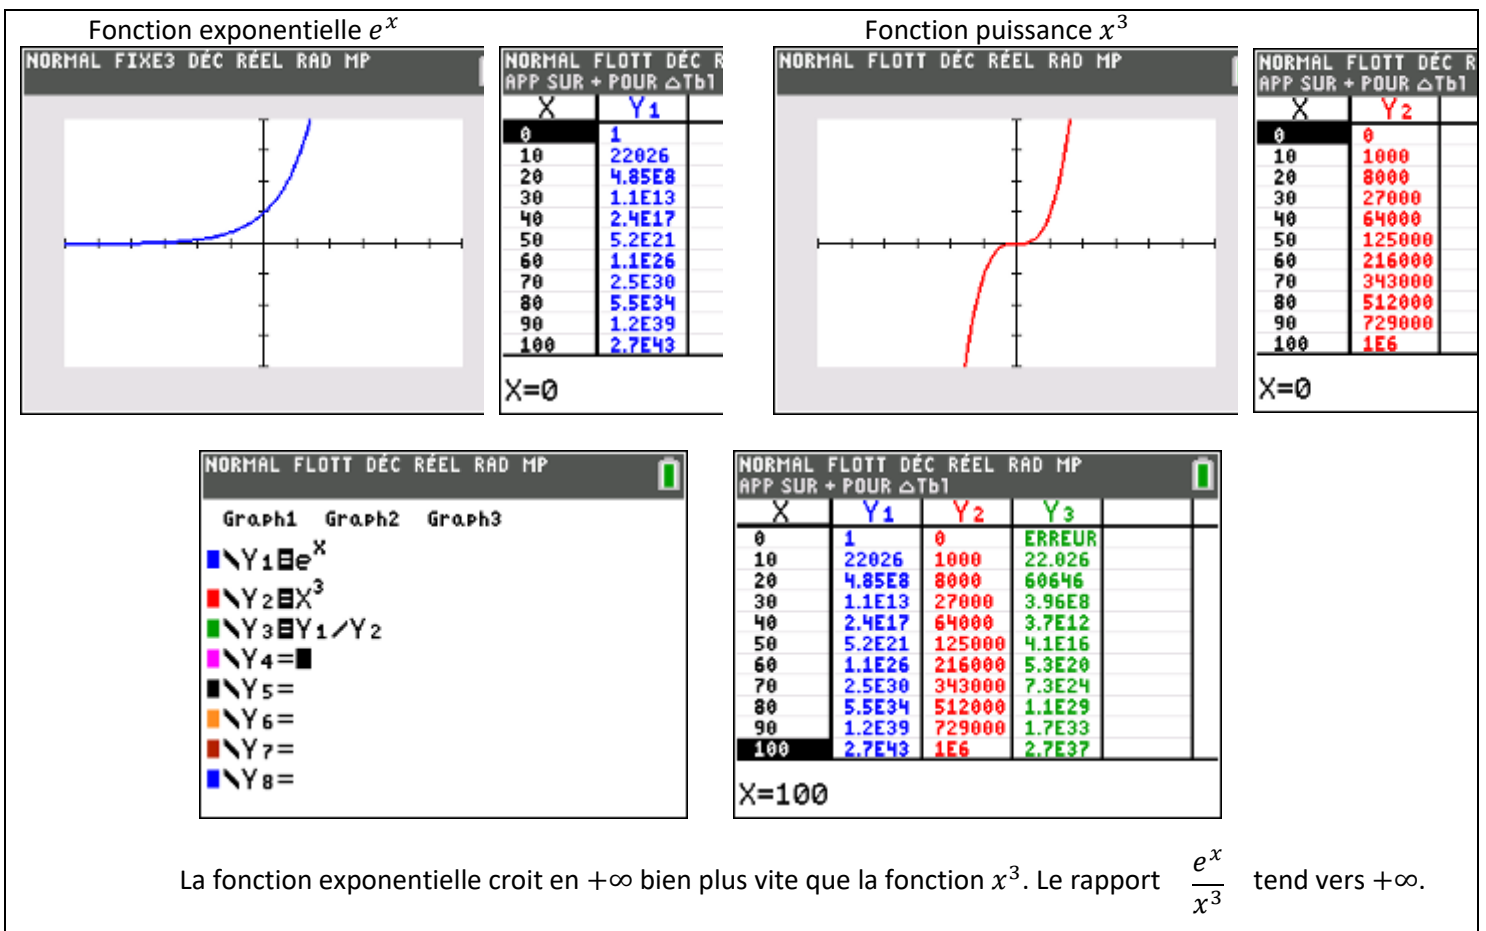 Fonction exponentielle e^x
Fonction puissance x^3
NORMAL FIXE3 DÉC RÉEL RAD MP
NORMAL FLOTT DÉC R
APP SUR + POUR △Tbl
X Y1
0 1
10 22026
20 4.85E8
30 1.1E13
40 2.4E17
50 5.2E21
60 1.1E26
70 2.5E30
80 5.5E34
90 1.2E39
100 2.7E43
X=0
NORMAL FLOTT DÉC RÉEL RAD MP
NORMAL FLOTT DÉC R
APP SUR + POUR △Tbl
X Y2
0 0
10 1000
20 8000
30 27000
40 64000
50 125000
60 216000
70 343000
80 512000
90 729000
100 1E6
X=0
NORMAL FLOTT DÉC RÉEL RAD MP
Graph1 Graph2 Graph3
\Y1=e^X
\Y2=X^3
\Y3=Y1/Y2
\Y4=
\Y5=
\Y6=
\Y7=
\Y8=
NORMAL FLOTT DÉC RÉEL RAD MP
APP SUR + POUR △Tbl
X Y1 Y2 Y3
0 1 0 ERREUR
10 22026 1000 22.026
20 4.85E8 8000 60646
30 1.1E13 27000 3.96E8
40 2.4E17 64000 3.7E12
50 5.2E21 125000 4.1E16
60 1.1E26 216000 5.3E20
70 2.5E30 343000 7.3E24
80 5.5E34 512000 1.1E29
90 1.2E39 729000 1.7E33
100 2.7E43 1E6 2.7E37
X=100
La fonction exponentielle croit en +∞ bien plus vite que la fonction x^3. Le rapport e^x/x^3 tend vers +∞.